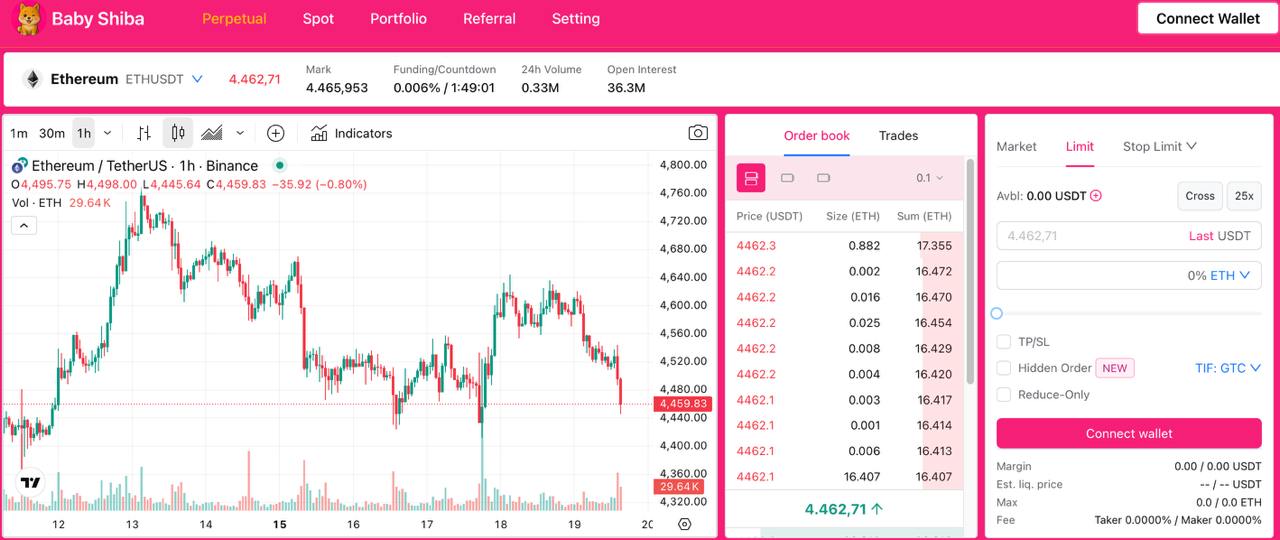 Baby Shiba Perpetual Spot Portfolio Referral Setting Connect Wallet
Ethereum ETHUSDT 4.462,71
Mark
4.465,953
Funding/Countdown
0.006% / 1:49:01
24h Volume
0.33M
Open Interest
36.3M
1m 30m 1h Indicators
Ethereum / TetherUS · 1h · Binance
O4,495.75 H4,498.00 L4,445.64 C4,459.83 −35.92 (−0.80%)
Vol · ETH 29.64K
4,800.00
4,760.00
4,720.00
4,680.00
4,640.00
4,600.00
4,560.00
4,520.00
4,480.00
4,459.83
4,440.00
4,400.00
4,360.00
29.64K
4,320.00
12 13 14 15 16 17 18 19 20
Order book Trades
0.1
Price (USDT) Size (ETH) Sum (ETH)
4462.3 0.882 17.355
4462.2 0.002 16.472
4462.2 0.016 16.470
4462.2 0.025 16.454
4462.2 0.008 16.429
4462.2 0.004 16.420
4462.1 0.003 16.417
4462.1 0.001 16.414
4462.1 0.006 16.413
4462.1 16.407 16.407
4.462,71
Market Limit Stop Limit
Avbl: 0.00 USDT Cross 25x
4.462,71 Last USDT
0% ETH
TP/SL
Hidden Order NEW TIF: GTC
Reduce-Only
Connect wallet
Margin 0.00 / 0.00 USDT
Est. liq. price -- / -- USDT
Max 0.0 / 0.0 ETH
Fee Taker 0.0000% / Maker 0.0000%